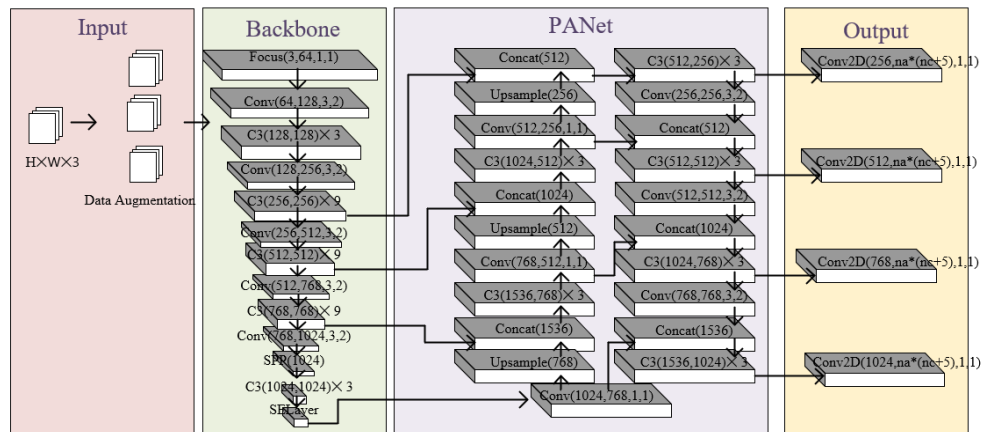 Input
H×W×3
Data Augmentation
Backbone
Focus(3,64,1,1)
Conv(64,128,3,2)
C3(128,128)×3
Conv(128,256,3,2)
C3(256,256)×9
Conv(256,512,3,2)
C3(512,512)×9
Conv(512,768,3,2)
C3(768,768)×9
Conv(768,1024,3,2)
SPP(1024)
C3(1024,1024)×3
SELayer
PANet
Concat(512)
Upsample(256)
Conv(512,256,1,1)
C3(1024,512)×3
Concat(1024)
Upsample(512)
Conv(768,512,1,1)
C3(1536,768)×3
Concat(1536)
Upsample(768)
Conv(1024,768,1,1)
C3(512,256)×3
Conv(256,256,3,2)
Concat(512)
C3(512,512)×3
Conv(512,512,3,2)
Concat(1024)
C3(1024,768)×3
Conv(768,768,3,2)
Concat(1536)
C3(1536,1024)×3
Output
Conv2D(256,na*(nc+5),1,1)
Conv2D(512,na*(nc+5),1,1)
Conv2D(768,na*(nc+5),1,1)
Conv2D(1024,na*(nc+5),1,1)